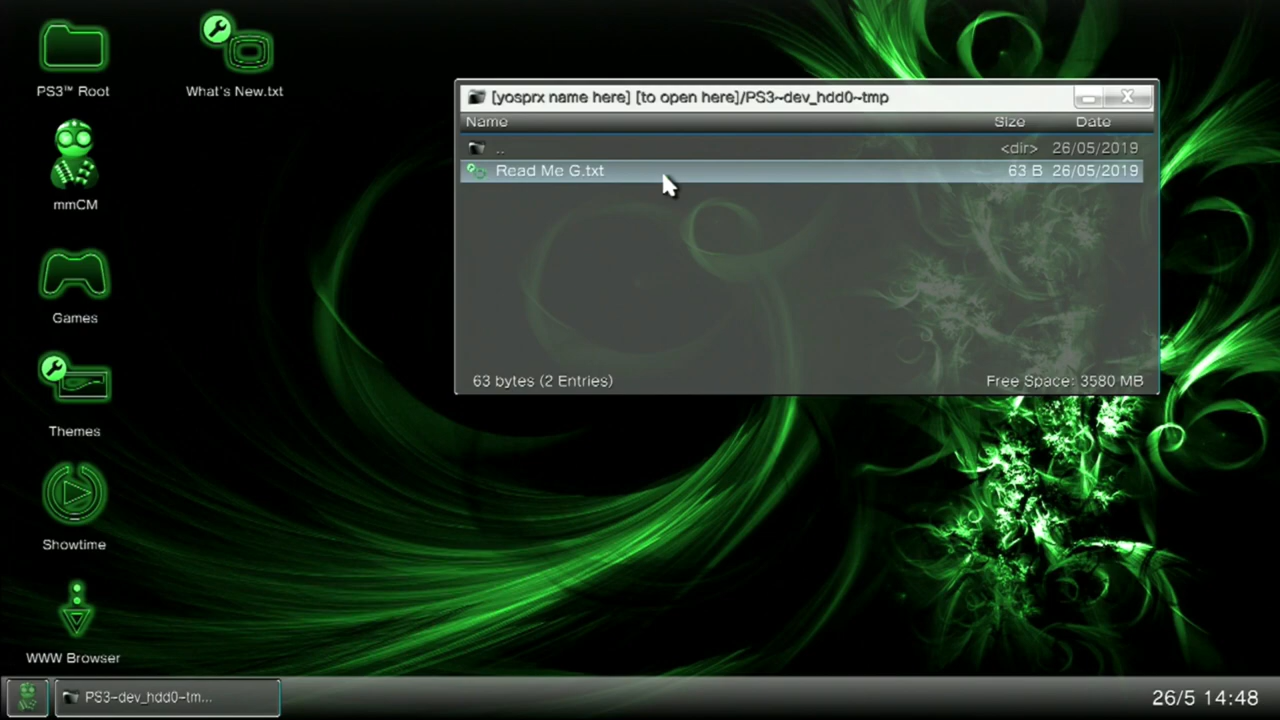 PS3™ Root
What's New.txt
mmCM
Games
Themes
Showtime
WWW Browser
[yosprx name here] [to open here]/PS3~dev_hdd0~tmp
Name Size Date
.. <dir> 26/05/2019
Read Me G.txt 63 B 26/05/2019
63 bytes (2 Entries) Free Space: 3580 MB
PS3~dev_hdd0~tm... 26/5 14:48